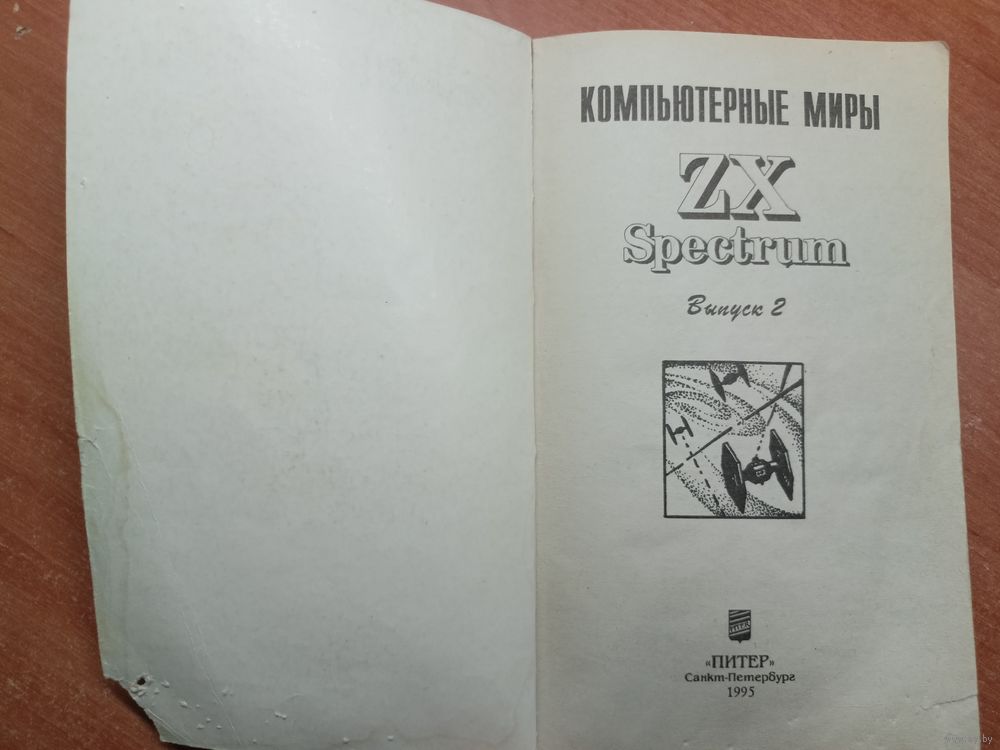 КОМПЬЮТЕРНЫЕ МИРЫ
ZX
Spectrum
Выпуск 2
«ПИТЕР»
Санкт-Петербург
1995